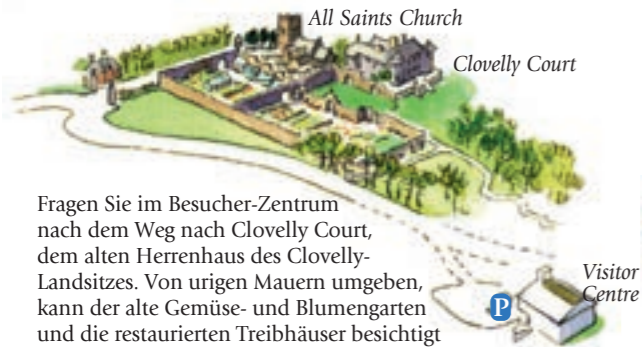 All Saints Church
Clovelly Court
Fragen Sie im Besucher-Zentrum
nach dem Weg nach Clovelly Court,
dem alten Herrenhaus des Clovelly-
Landsitzes. Von urigen Mauern umgeben,
kann der alte Gemüse- und Blumengarten
und die restaurierten Treibhäuser besichtigt
P
Visitor
Centre